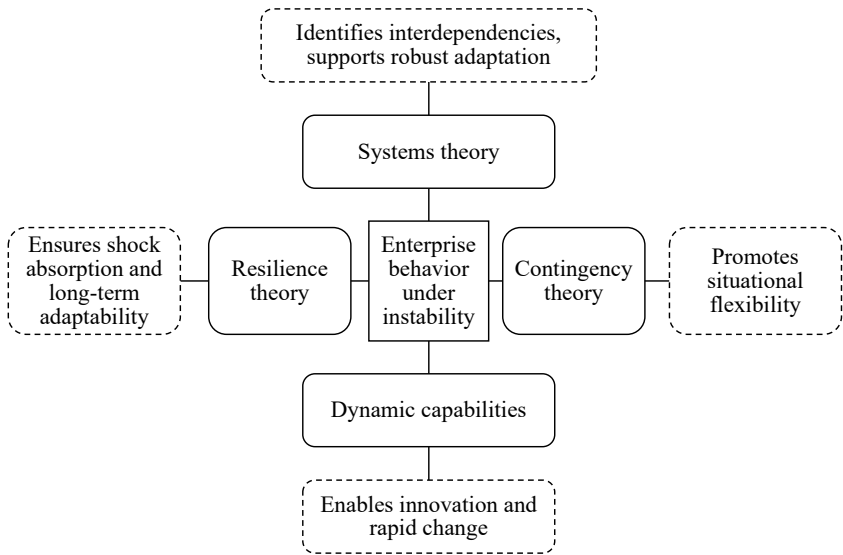 Identifies interdependencies,
supports robust adaptation
Systems theory
Ensures shock
absorption and
long-term
adaptability
Resilience
theory
Enterprise
behavior
under
instability
Contingency
theory
Promotes
situational
flexibility
Dynamic capabilities
Enables innovation and
rapid change